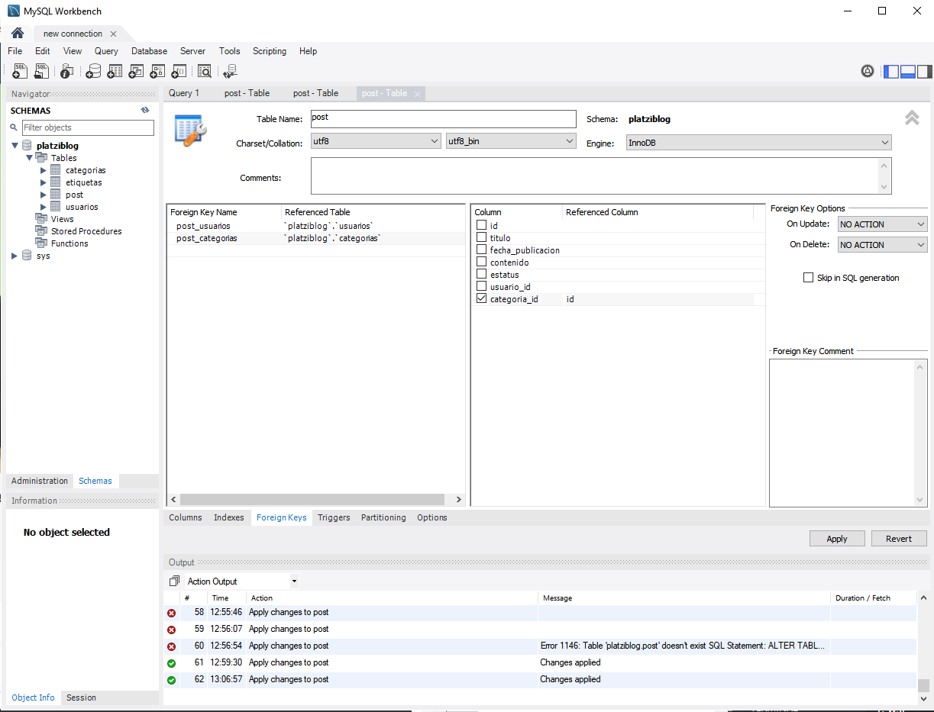 MySQL Workbench
new connection
File Edit View Query Database Server Tools Scripting Help
Navigator
SCHEMAS
Filter objects
platziblog
Tables
categorias
etiquetas
post
usuarios
Views
Stored Procedures
Functions
sys
Administration Schemas
Information
No object selected
Object Info Session
Query 1 post - Table post - Table post - Table
Table Name: post Schema: platziblog
Charset/Collation: utf8 utf8_bin Engine: InnoDB
Comments:
Foreign Key Name Referenced Table
post_usuarios `platziblog`.`usuarios`
post_categorias `platziblog`.`categorias`
Column Referenced Column
id
titulo
fecha_publicacion
contenido
estatus
usuario_id
categoria_id id
Foreign Key Options
On Update: NO ACTION
On Delete: NO ACTION
Skip in SQL generation
Foreign Key Comment
Columns Indexes Foreign Keys Triggers Partitioning Options
Apply Revert
Output
Action Output
# Time Action Message Duration / Fetch
58 12:55:46 Apply changes to post
59 12:56:07 Apply changes to post
60 12:56:54 Apply changes to post Error 1146: Table 'platziblog.post' doesn't exist SQL Statement: ALTER TABL...
61 12:59:30 Apply changes to post Changes applied
62 13:06:57 Apply changes to post Changes applied